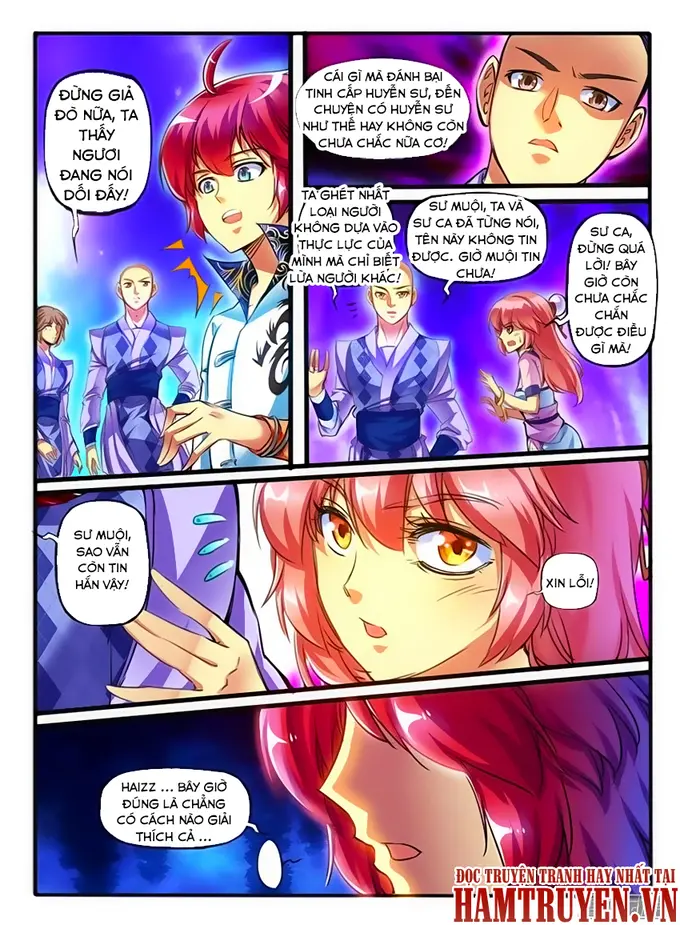 ĐỪNG GIẢ
ĐÒ NỮA, TA
THẤY
NGƯƠI
ĐANG NÓI
DỐI ĐẤY!
CÁI GÌ MÃ ĐÁNH BẠI
TINH CẤP HUYỄN SƯ, ĐẾN
CHUYỆN CÓ HUYỄN SƯ
NHƯ THẾ HAY KHÔNG CÒN
CHƯA CHẮC NỮA CƠ!
TA GHÉT NHẤT
LOẠI NGƯỜI
KHÔNG DỰA VÀO
THỰC LỰC CỦA
MÌNH MÃ CHỈ BIẾT
LỪA NGƯỜI KHÁC!
SƯ MUỘI, TA VÀ
SƯ CA ĐÃ TỪNG NÓI,
TÊN NÀY KHÔNG TIN
ĐƯỢC. GIỜ MUỘI TIN
CHƯA!
SƯ CA,
ĐỪNG QUÁ
LỜI! BÂY
GIỜ CÒN
CHƯA CHẮC
CHẮN
ĐƯỢC ĐIỀU
GÌ MÀ!
SƯ MUỘI,
SAO VẪN
CÒN TIN
HẮN VẬY!
XIN LỖI!
HAIZZ ... BÂY GIỜ
ĐÚNG LÀ CHẲNG
CÓ CÁCH NÀO GIẢI
THÍCH CẢ ...
ĐỌC TRUYỆN TRANH HAY NHẤT TẠI
HAMTRUYEN.VN